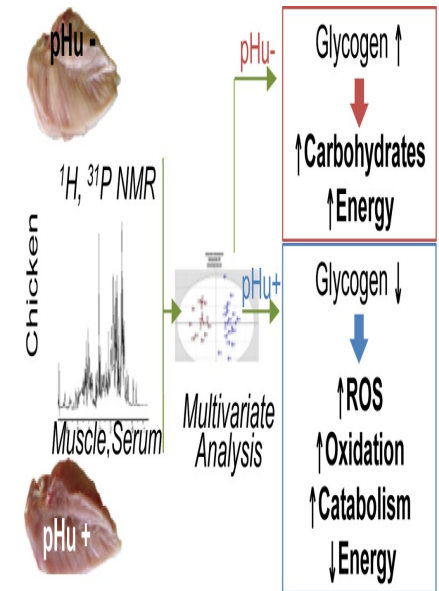 pHu -
¹H, ³¹P NMR
Chicken
Muscle,Serum
pHu +
Multivariate
Analysis
pHu-
pHu+
Glycogen ↑
↑Carbohydrates
↑Energy
Glycogen ↓
↑ROS
↑Oxidation
↑Catabolism
↓Energy